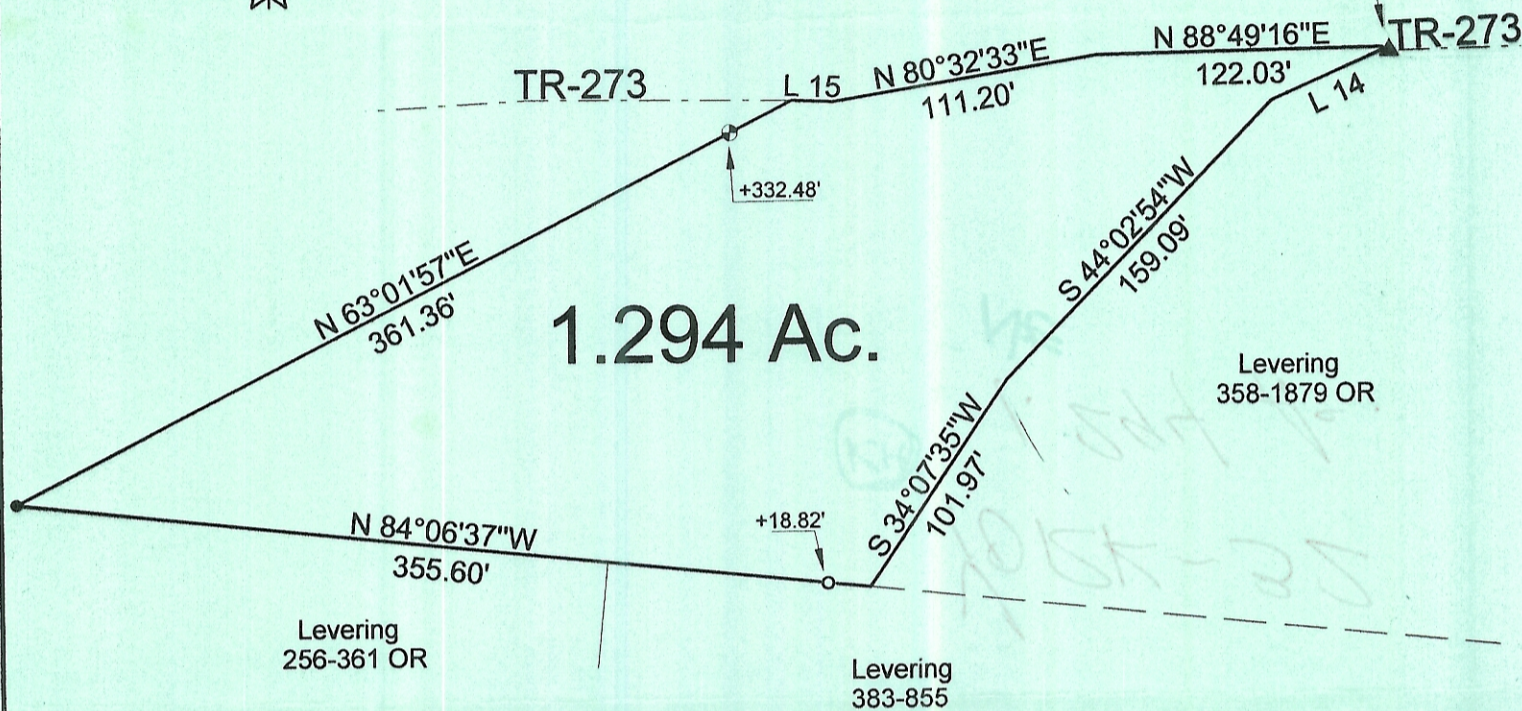 N 88°49'16"E
TR-273
122.03'
N 80°32'33"E
111.20'
L 15
TR-273
L 14
+332.48'
N 63°01'57"E
361.36'
S 44°02'54"W
159.09'
1.294 Ac.
Levering
358-1879 OR
S 34°07'35"W
101.97'
+18.82'
N 84°06'37"W
355.60'
Levering
256-361 OR
Levering
383-855